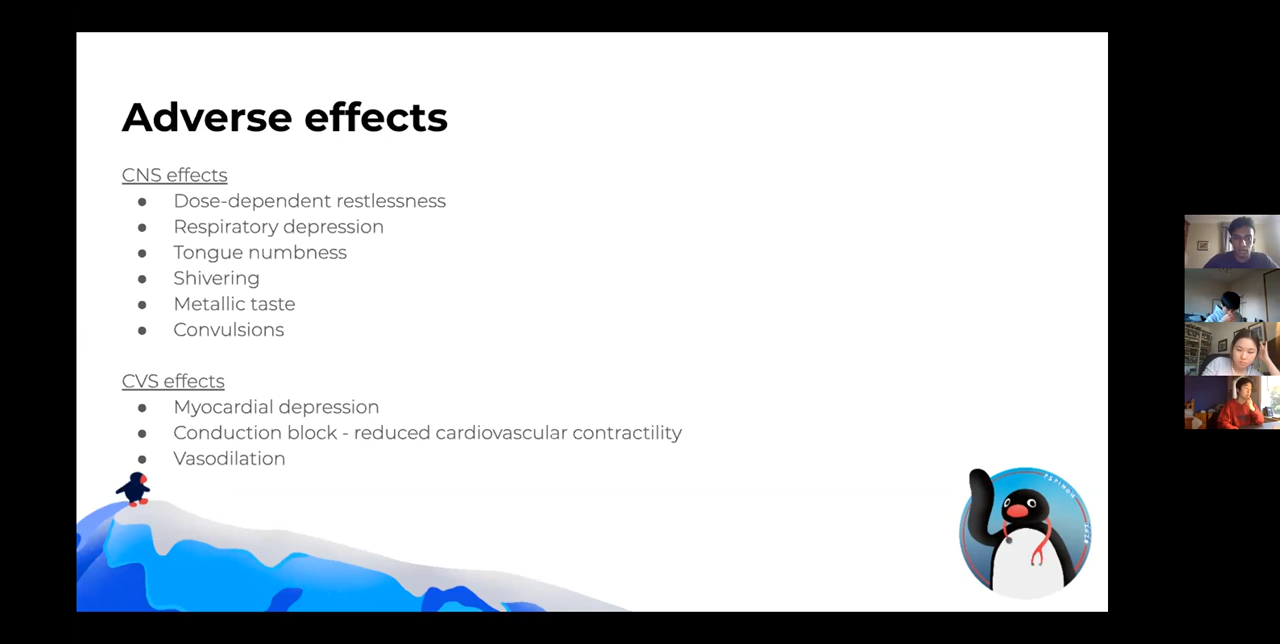 Adverse effects
CNS effects
● Dose-dependent restlessness
● Respiratory depression
● Tongue numbness
● Shivering
● Metallic taste
● Convulsions
CVS effects
● Myocardial depression
● Conduction block - reduced cardiovascular contractility
● Vasodilation